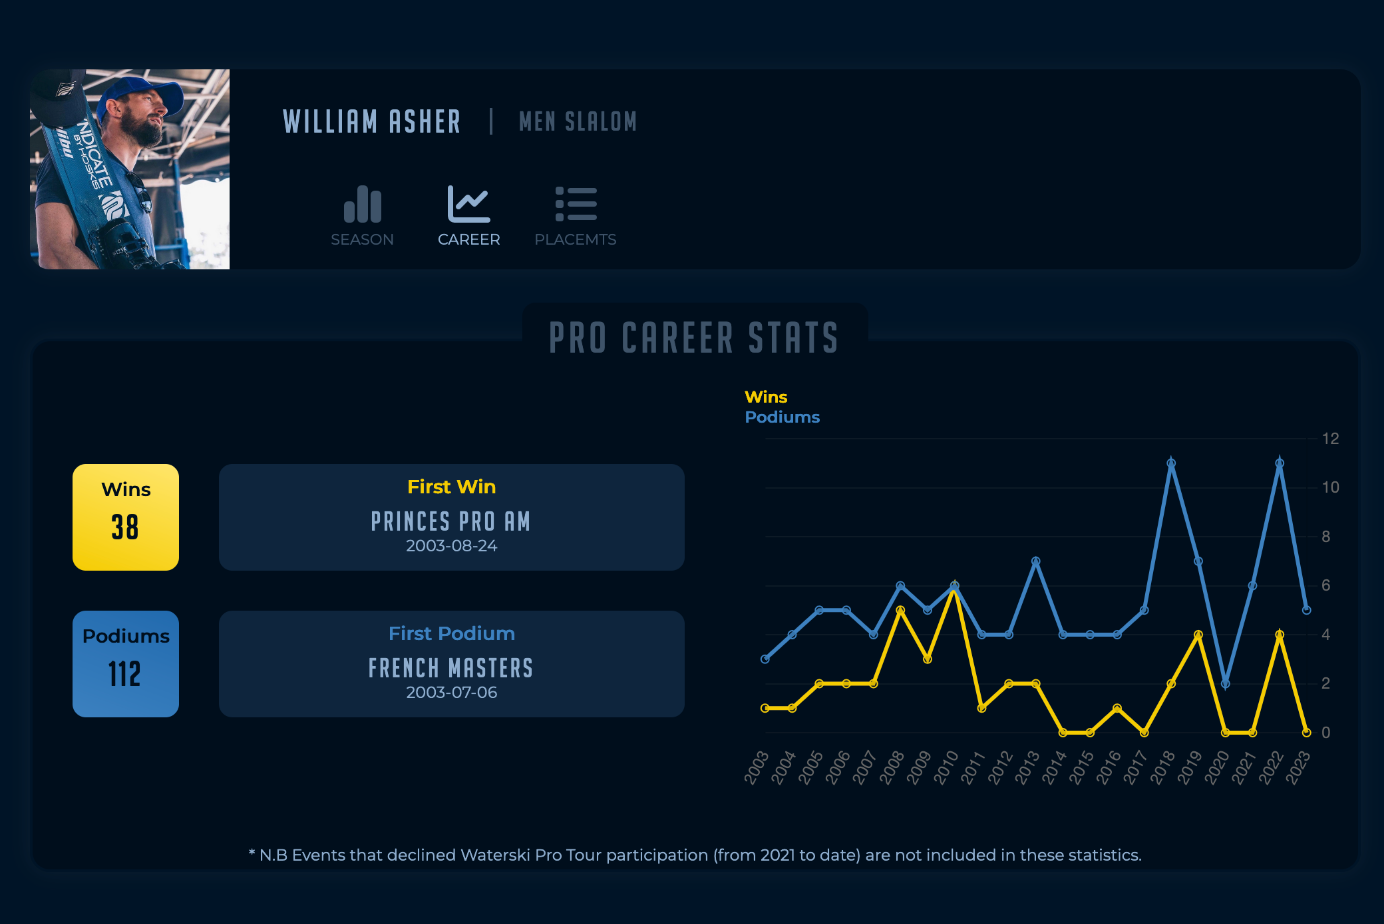 WILLIAM ASHER | MEN SLALOM
NDICATE
BY HO SKIS
SEASON CAREER PLACEMTS
PRO CAREER STATS
Wins
38
First Win
PRINCES PRO AM
2003-08-24
Podiums
112
First Podium
FRENCH MASTERS
2003-07-06
Wins
Podiums
12
10
8
6
4
2
0
2003 2004 2005 2006 2007 2008 2009 2010 2011 2012 2013 2014 2015 2016 2017 2018 2019 2020 2021 2022 2023
* N.B Events that declined Waterski Pro Tour participation (from 2021 to date) are not included in these statistics.